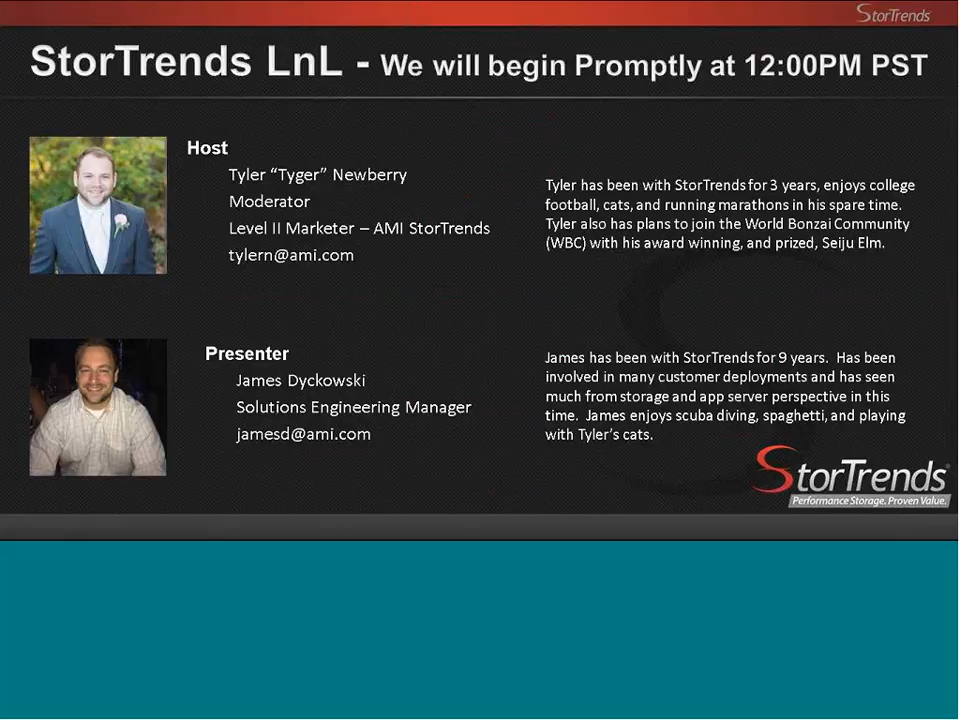 StorTrends
StorTrends LnL - We will begin Promptly at 12:00PM PST
Host
Tyler “Tyger” Newberry
Moderator
Level II Marketer – AMI StorTrends
tylern@ami.com
Tyler has been with StorTrends for 3 years, enjoys college
football, cats, and running marathons in his spare time.
Tyler also has plans to join the World Bonzai Community
(WBC) with his award winning, and prized, Seiju Elm.
Presenter
James Dyckowski
Solutions Engineering Manager
jamesd@ami.com
James has been with StorTrends for 9 years.  Has been
involved in many customer deployments and has seen
much from storage and app server perspective in this
time.  James enjoys scuba diving, spaghetti, and playing
with Tyler’s cats.
StorTrends®
Performance Storage. Proven Value.